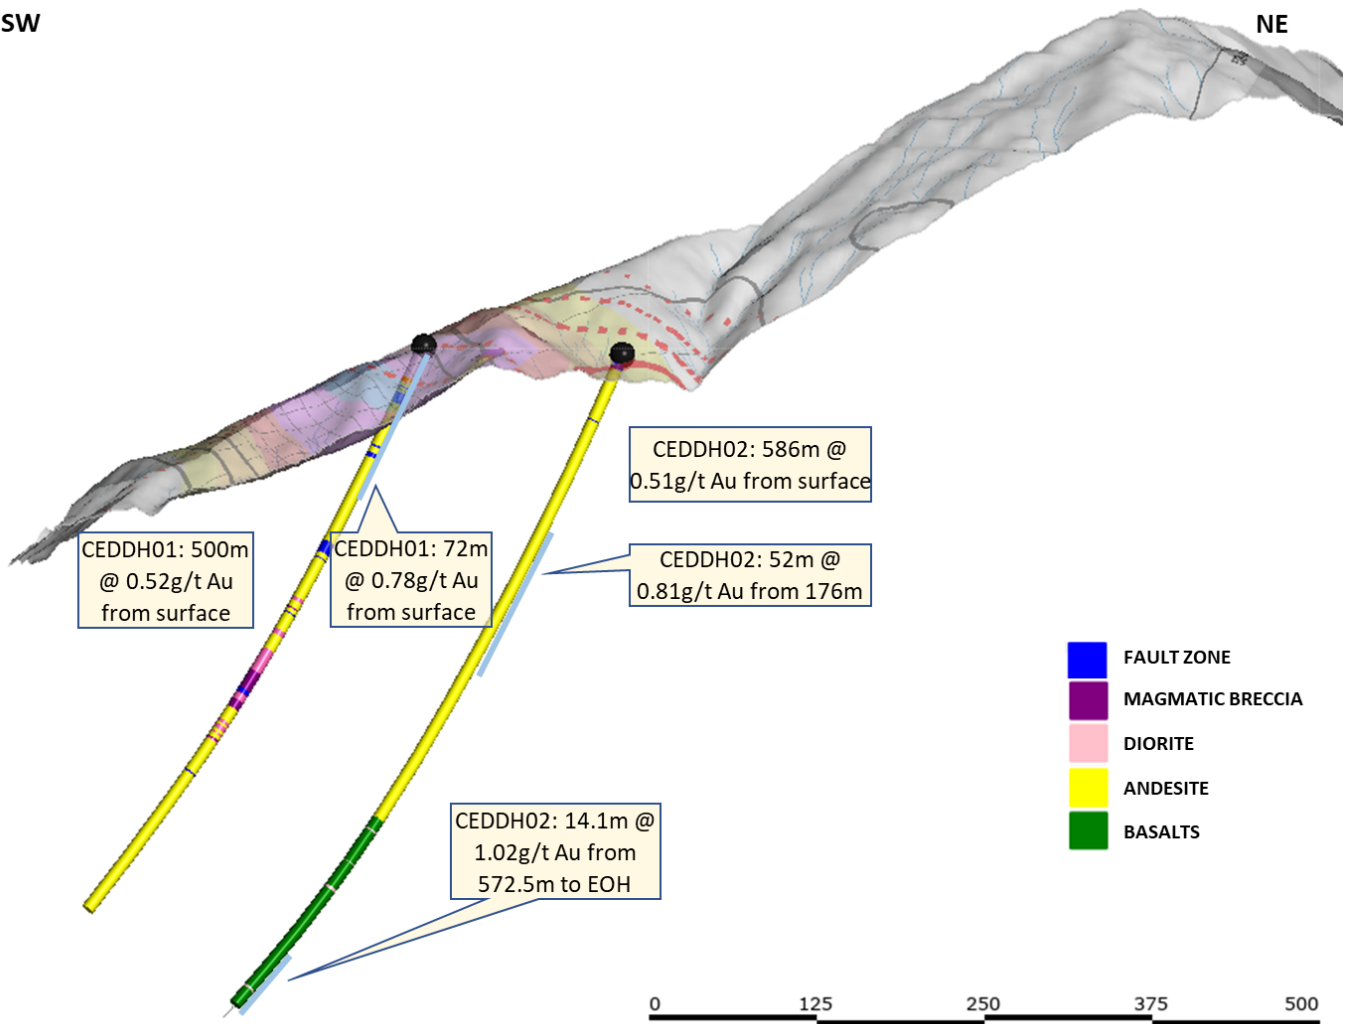 SW
NE
CEDDH02: 586m @
0.51g/t Au from surface
CEDDH01: 500m
@ 0.52g/t Au
from surface
CEDDH01: 72m
@ 0.78g/t Au
from surface
CEDDH02: 52m @
0.81g/t Au from 176m
FAULT ZONE
MAGMATIC BRECCIA
DIORITE
ANDESITE
BASALTS
CEDDH02: 14.1m @
1.02g/t Au from
572.5m to EOH
0 125 250 375 500